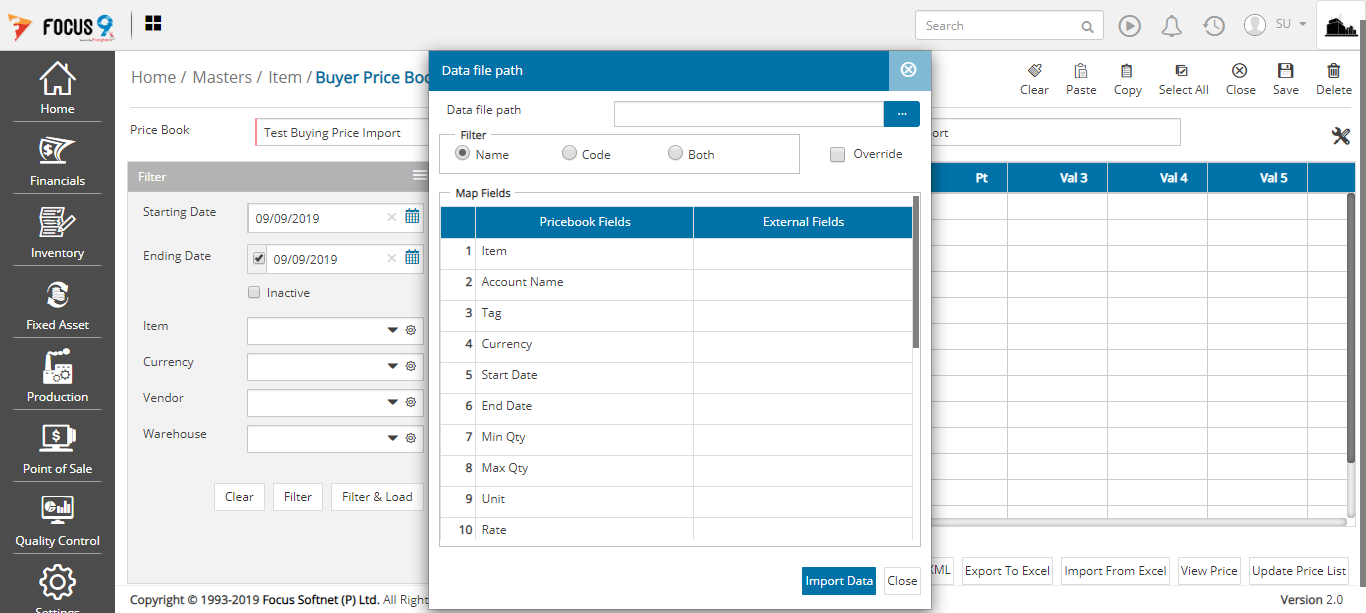 FOCUS 9
Search
SU
Home
Financials
Inventory
Fixed Asset
Production
Point of Sale
Quality Control
Settings
Home / Masters / Item / Buyer Price Boo
Clear
Paste
Copy
Select All
Close
Save
Delete
Price Book
Test Buying Price Import
ort
Filter
Starting Date
09/09/2019
Ending Date
09/09/2019
Inactive
Item
Currency
Vendor
Warehouse
Clear
Filter
Filter & Load
Data file path
Data file path
...
Filter
Name
Code
Both
Override
Map Fields
Pricebook Fields
External Fields
1 Item
2 Account Name
3 Tag
4 Currency
5 Start Date
6 End Date
7 Min Qty
8 Max Qty
9 Unit
10 Rate
Import Data
Close
Pt
Val 3
Val 4
Val 5
XML
Export To Excel
Import From Excel
View Price
Update Price List
Copyright © 1993-2019 Focus Softnet (P) Ltd. All Right
Version 2.0